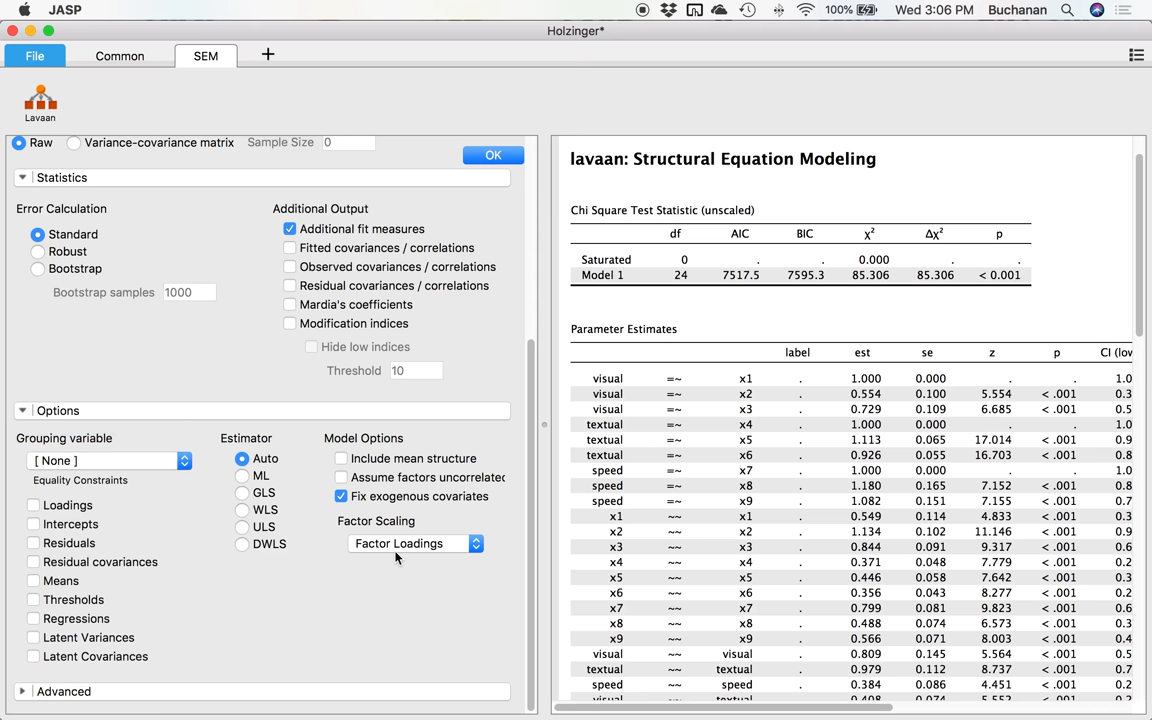 JASP 100% Wed 3:06 PM Buchanan
Holzinger*
File Common SEM +
Lavaan
Raw Variance-covariance matrix Sample Size 0
OK
Statistics
Error Calculation
Standard
Robust
Bootstrap
Bootstrap samples 1000
Additional Output
Additional fit measures
Fitted covariances / correlations
Observed covariances / correlations
Residual covariances / correlations
Mardia's coefficients
Modification indices
Hide low indices
Threshold 10
Options
Grouping variable
[ None ]
Equality Constraints
Loadings
Intercepts
Residuals
Residual covariances
Means
Thresholds
Regressions
Latent Variances
Latent Covariances
Estimator
Auto
ML
GLS
WLS
ULS
DWLS
Model Options
Include mean structure
Assume factors uncorrelated
Fix exogenous covariates
Factor Scaling
Factor Loadings
Advanced
lavaan: Structural Equation Modeling
Chi Square Test Statistic (unscaled)
df AIC BIC χ² Δχ² p
Saturated 0 . . 0.000 . .
Model 1 24 7517.5 7595.3 85.306 85.306 < 0.001
Parameter Estimates
label est se z p CI (low
visual =~ x1 . 1.000 0.000 . . 1.0
visual =~ x2 . 0.554 0.100 5.554 < .001 0.3
visual =~ x3 . 0.729 0.109 6.685 < .001 0.5
textual =~ x4 . 1.000 0.000 . . 1.0
textual =~ x5 . 1.113 0.065 17.014 < .001 0.9
textual =~ x6 . 0.926 0.055 16.703 < .001 0.8
speed =~ x7 . 1.000 0.000 . . 1.0
speed =~ x8 . 1.180 0.165 7.152 < .001 0.8
speed =~ x9 . 1.082 0.151 7.155 < .001 0.7
x1 ~~ x1 . 0.549 0.114 4.833 < .001 0.3
x2 ~~ x2 . 1.134 0.102 11.146 < .001 0.9
x3 ~~ x3 . 0.844 0.091 9.317 < .001 0.6
x4 ~~ x4 . 0.371 0.048 7.779 < .001 0.2
x5 ~~ x5 . 0.446 0.058 7.642 < .001 0.3
x6 ~~ x6 . 0.356 0.043 8.277 < .001 0.2
x7 ~~ x7 . 0.799 0.081 9.823 < .001 0.6
x8 ~~ x8 . 0.488 0.074 6.573 < .001 0.3
x9 ~~ x9 . 0.566 0.071 8.003 < .001 0.4
visual ~~ visual . 0.809 0.145 5.564 < .001 0.5
textual ~~ textual . 0.979 0.112 8.737 < .001 0.7
speed ~~ speed . 0.384 0.086 4.451 < .001 0.2
visual ~~ textual . 0.408 0.074 5.552 < .001 0.2